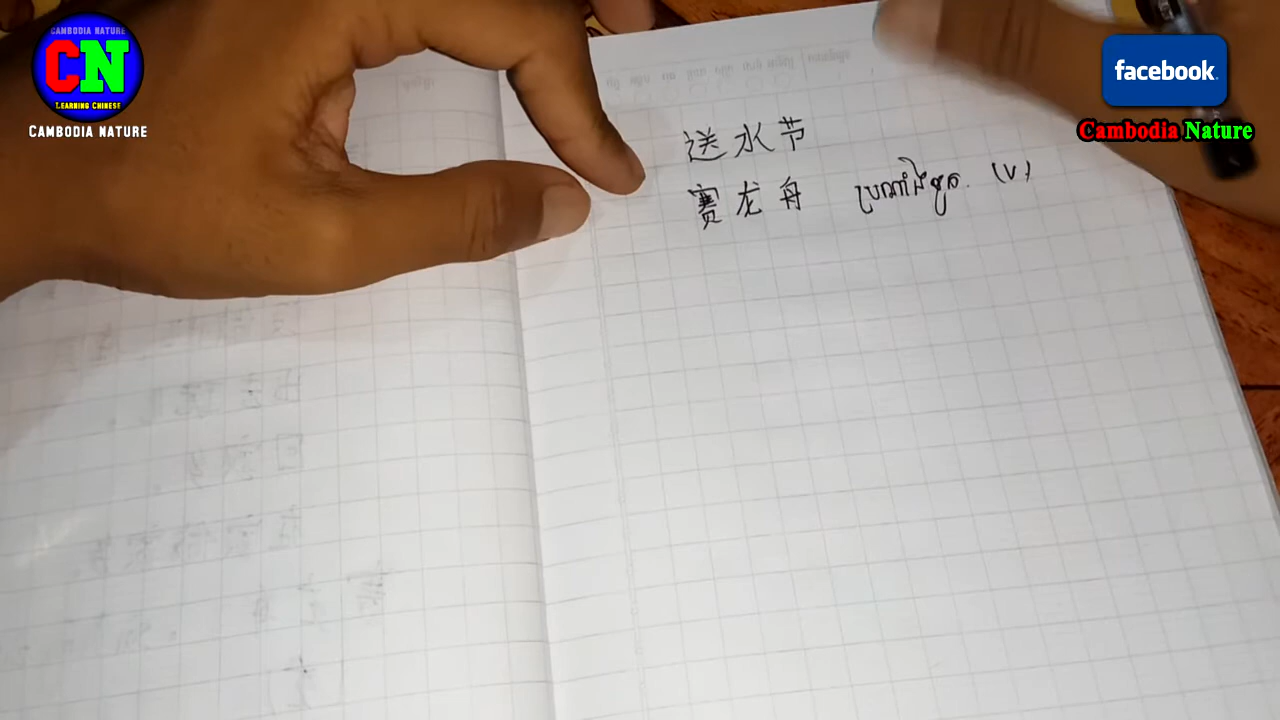 CAMBODIA NATURE
CN
LEARNING CHINESE
CAMBODIA NATURE
facebook
Cambodia Nature
送水节
赛龙舟 ប្រណាំងទូក. (V)